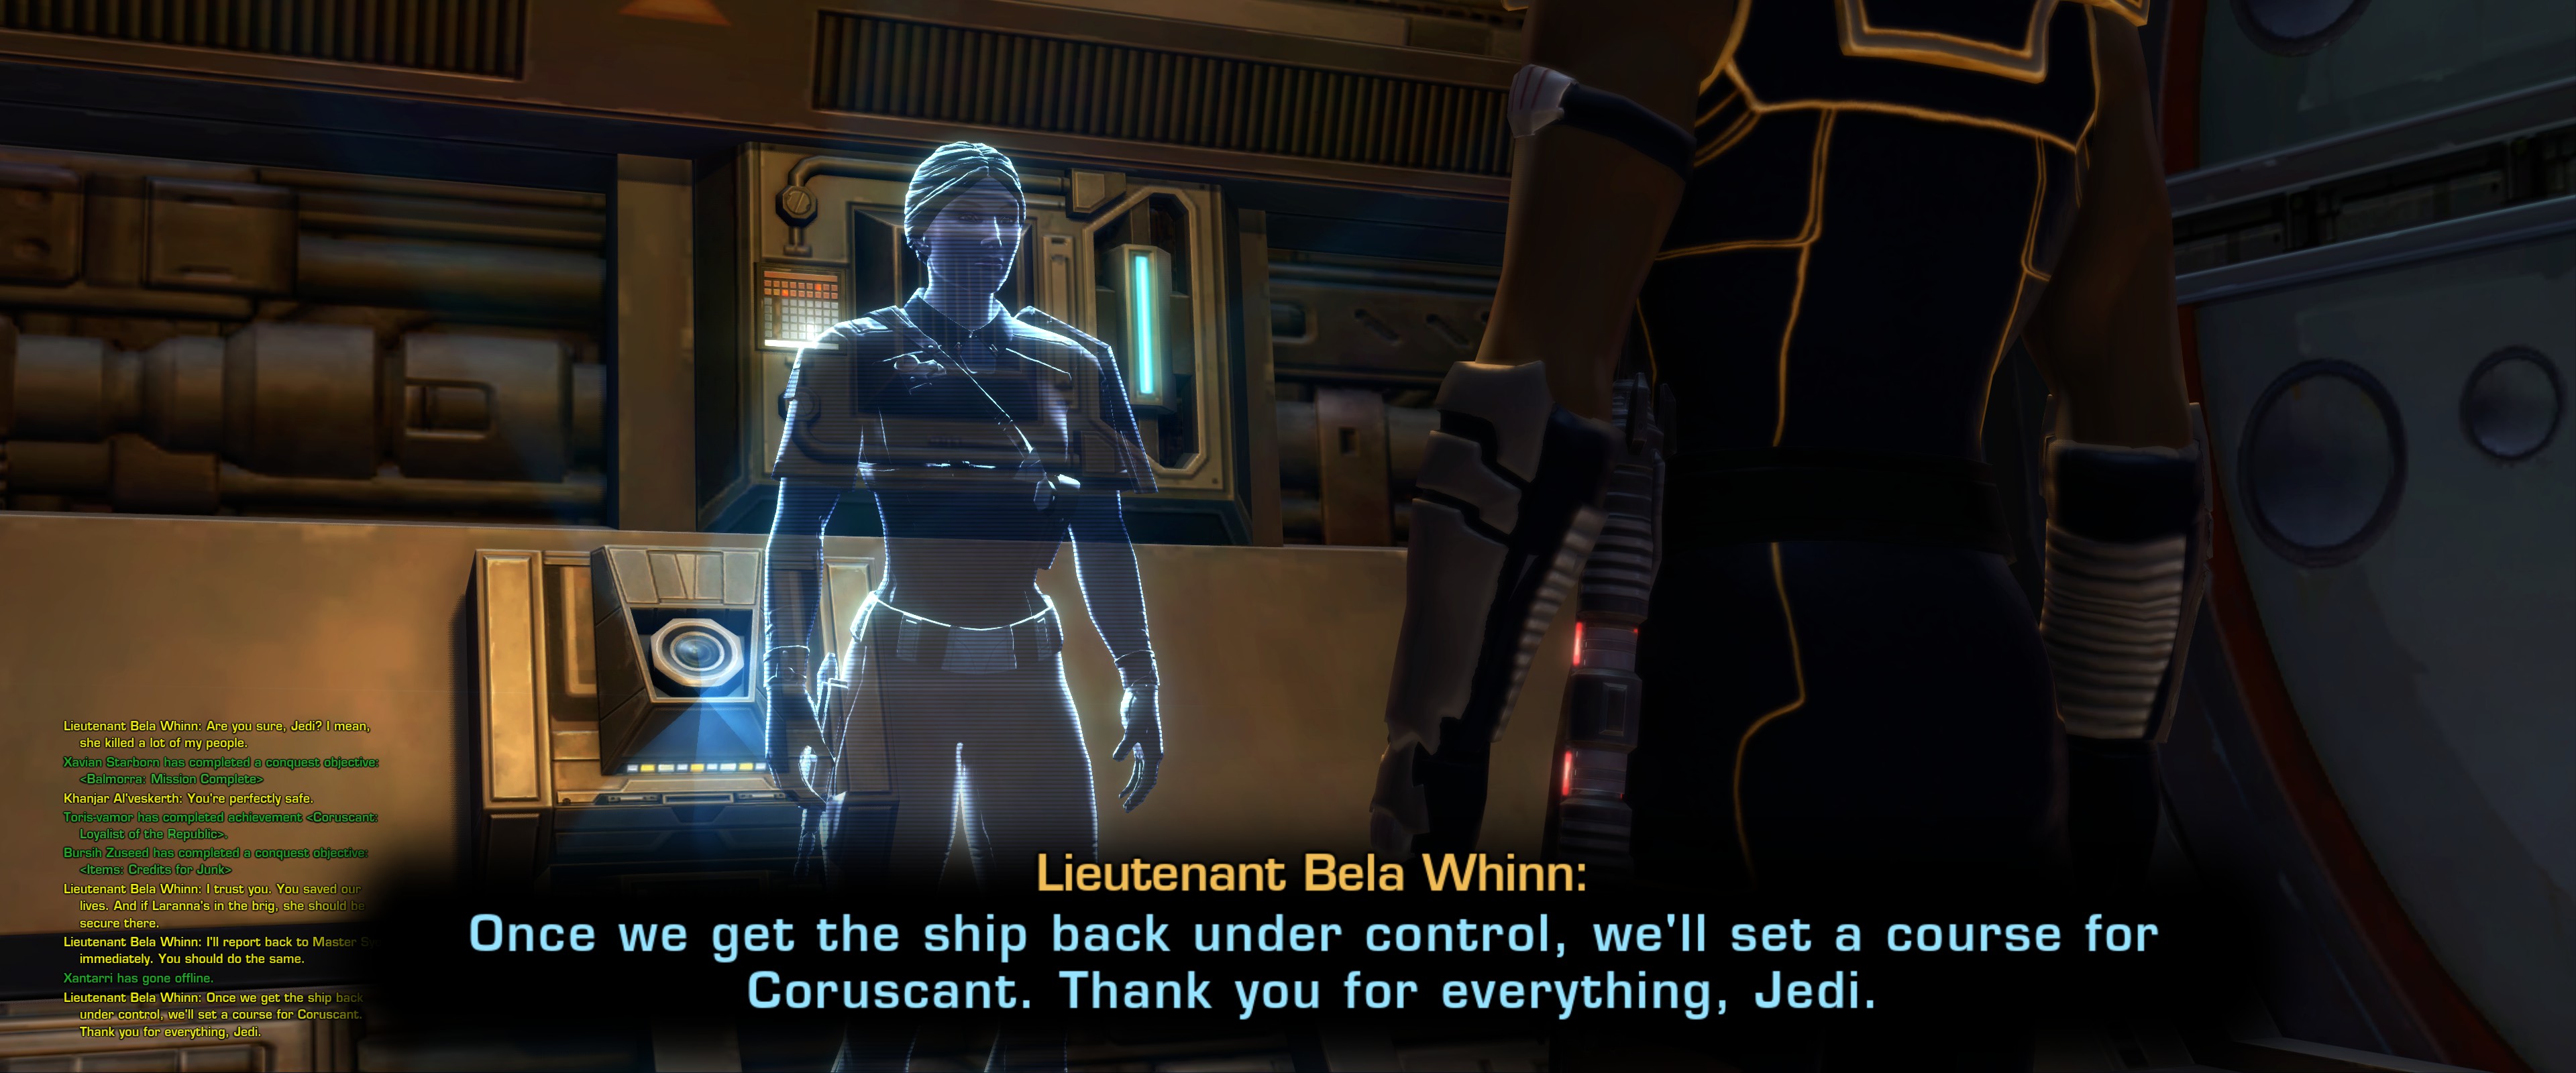 Lieutenant Bela Whinn: Are you sure, Jedi? I mean,
she killed a lot of my people.
Xavian Starborn has completed a conquest objective:
<Balmorra: Mission Complete>
Khanjar Al'veskerth: You're perfectly safe.
Toris-vamor has completed achievement <Coruscant:
Loyalist of the Republic>.
Bursih Zuseed has completed a conquest objective:
<Items: Credits for Junk>
Lieutenant Bela Whinn: I trust you. You saved our
lives. And if Laranna's in the brig, she should be
secure there.
Lieutenant Bela Whinn: I'll report back to Master
immediately. You should do the same.
Xantarri has gone offline.
Lieutenant Bela Whinn: Once we get the ship back
under control, we'll set a course for Coruscant.
Thank you for everything, Jedi.
Lieutenant Bela Whinn:
Once we get the ship back under control, we'll set a course for
Coruscant. Thank you for everything, Jedi.